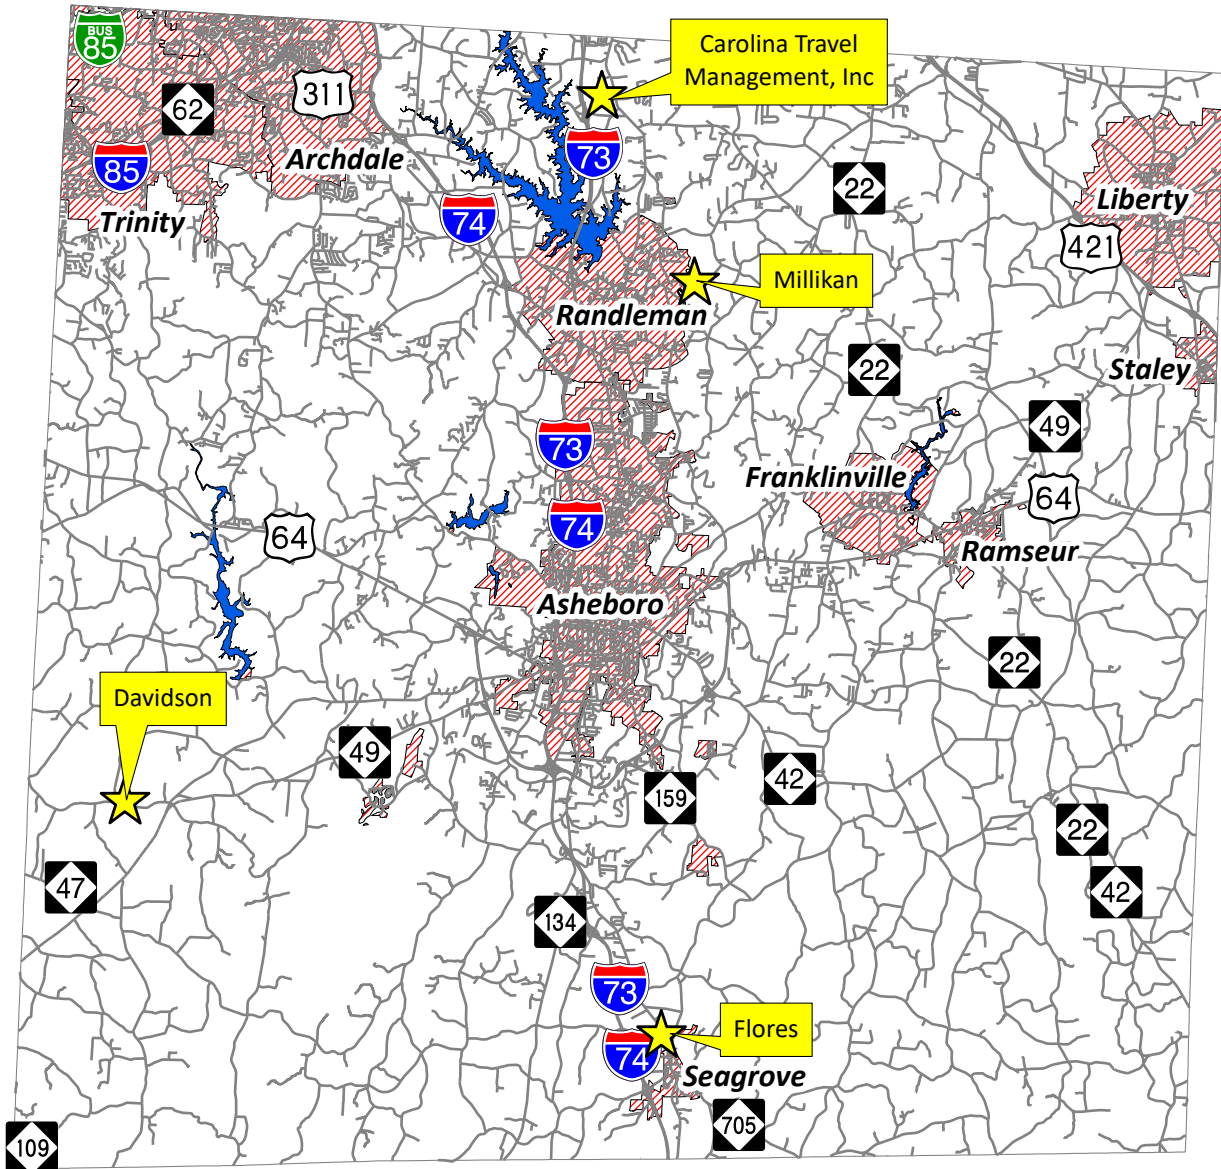 BUS
85
Carolina Travel
Management, Inc
62
311
73
85
Archdale
22
Liberty
Trinity
74
421
Millikan
Randleman
22
Staley
49
73
Franklinville
64
74
64
Ramseur
Asheboro
22
Davidson
49
42
159
22
47
42
134
73
Flores
74
Seagrove
705
109